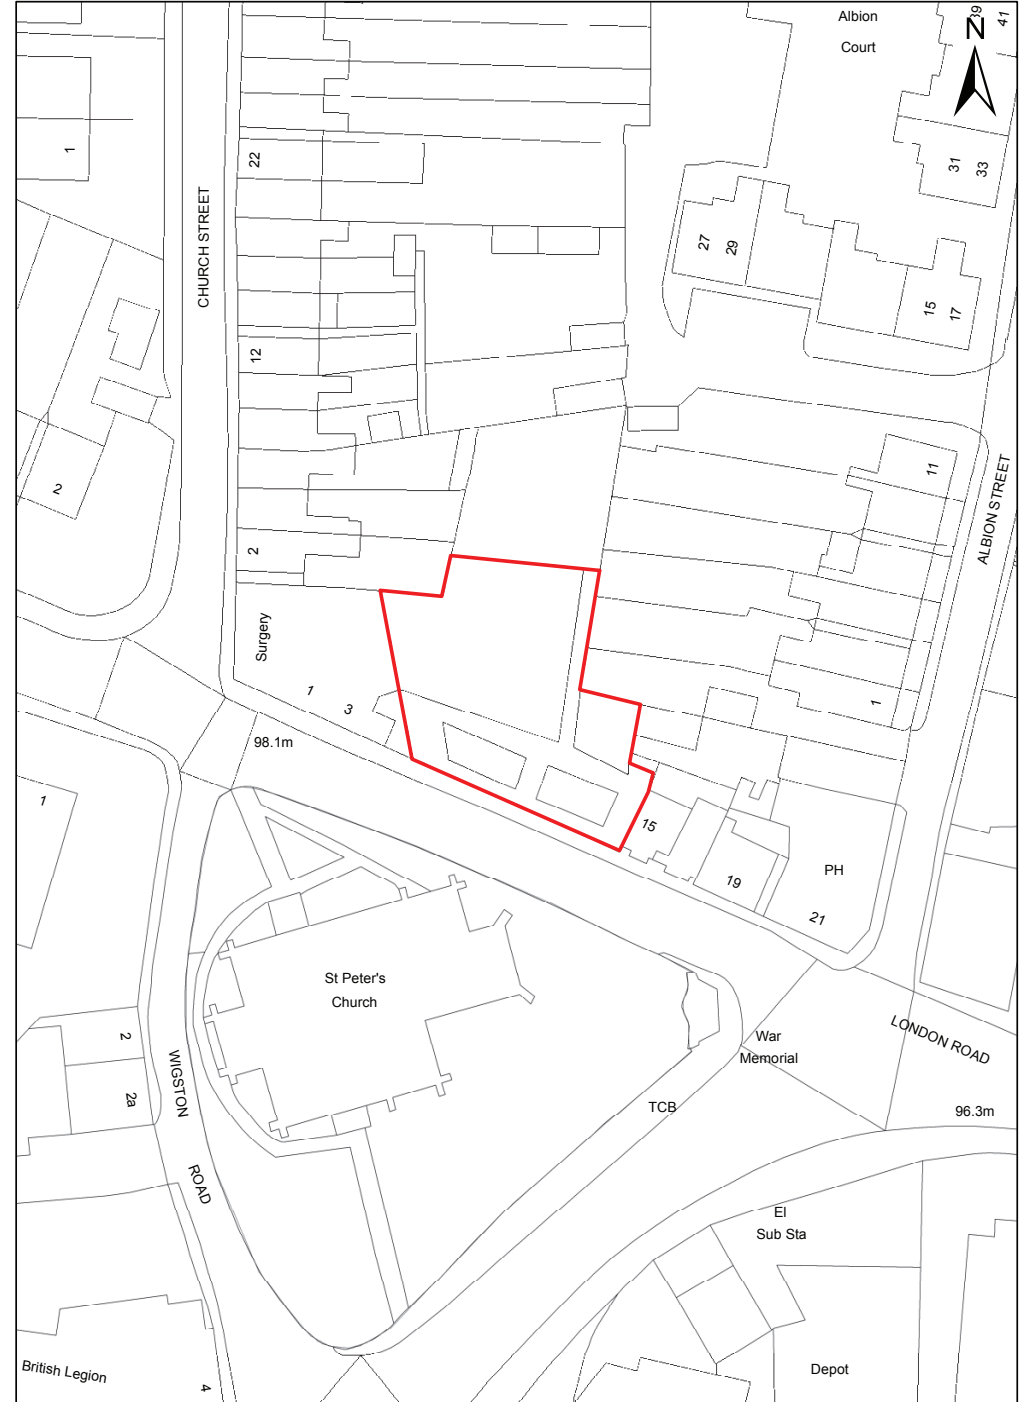 Albion
Court
39
41
N
1
22
31
33
CHURCH STREET
27
29
15
17
12
11
2
ALBION STREET
2
Surgery
1
3
1
98.1m
1
15
19
PH
21
St Peter's
Church
LONDON ROAD
War
Memorial
2
WIGSTON
2a
TCB
96.3m
ROAD
El
Sub Sta
British Legion
4
Depot